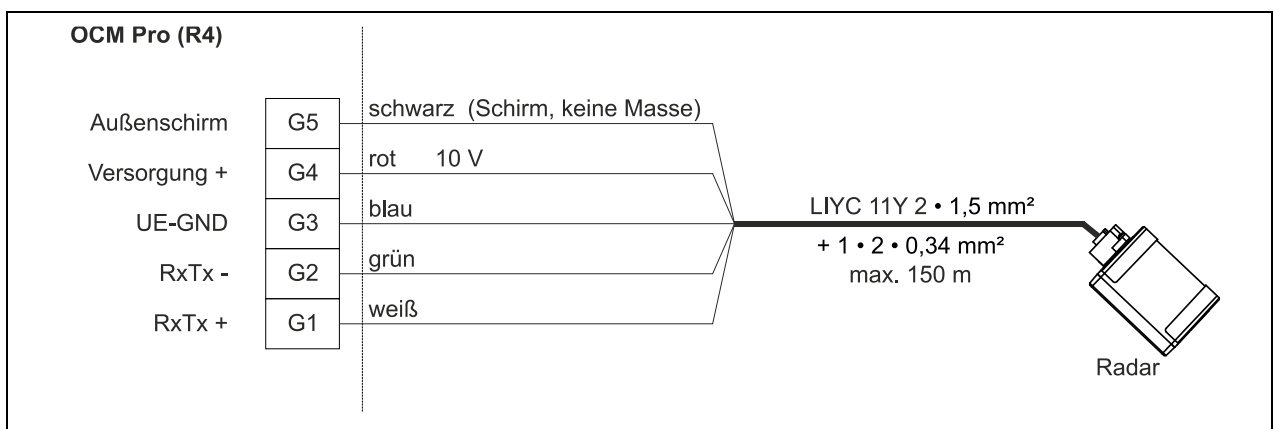 OCM Pro (R4)
Außenschirm G5 schwarz (Schirm, keine Masse)
Versorgung + G4 rot 10 V
UE-GND G3 blau
RxTx - G2 grün
RxTx + G1 weiß
LIYC 11Y 2 • 1,5 mm²
+ 1 • 2 • 0,34 mm²
max. 150 m
Radar